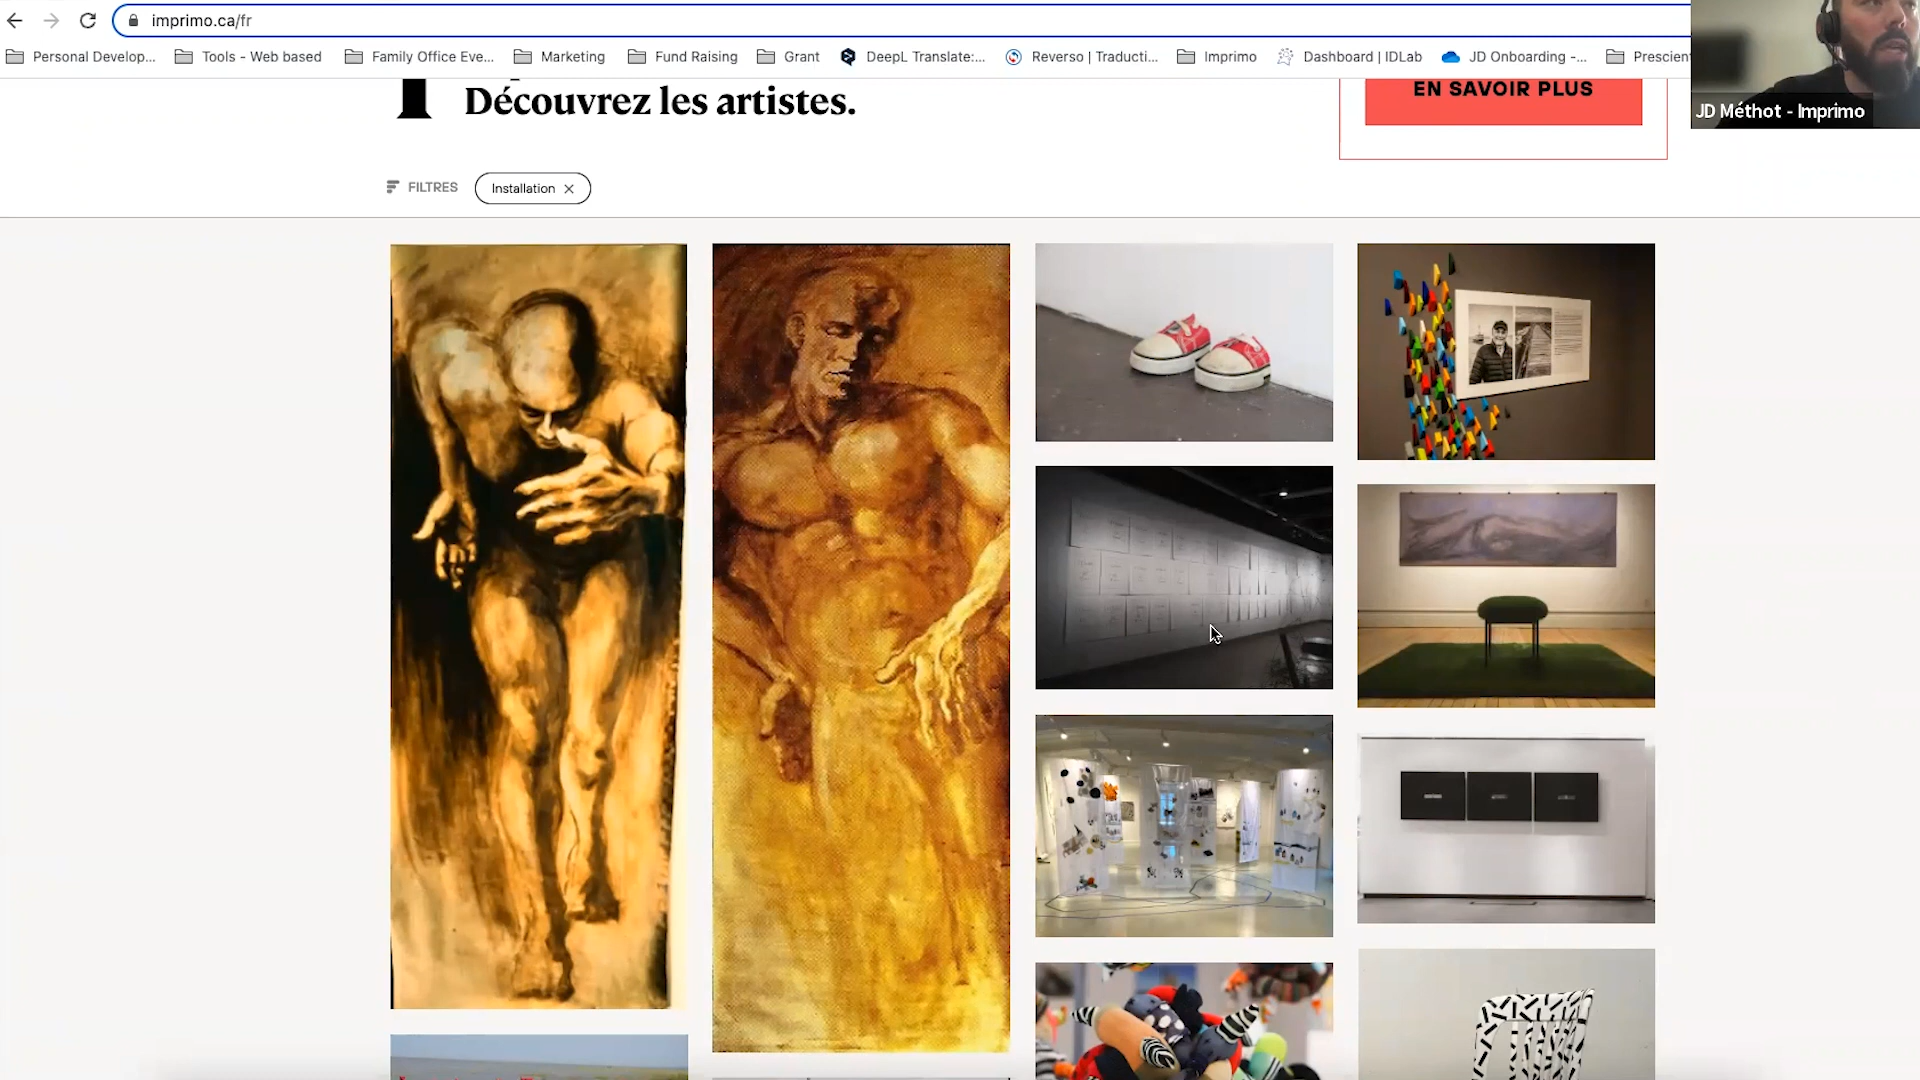 imprimo.ca/fr
Personal Develop... Tools - Web based Family Office Eve... Marketing Fund Raising Grant DeepL Translate:... Reverso | Traducti... Imprimo Dashboard | IDLab JD Onboarding -... Prescien
Découvrez les artistes.
EN SAVOIR PLUS
JD Méthot - Imprimo
FILTRES Installation